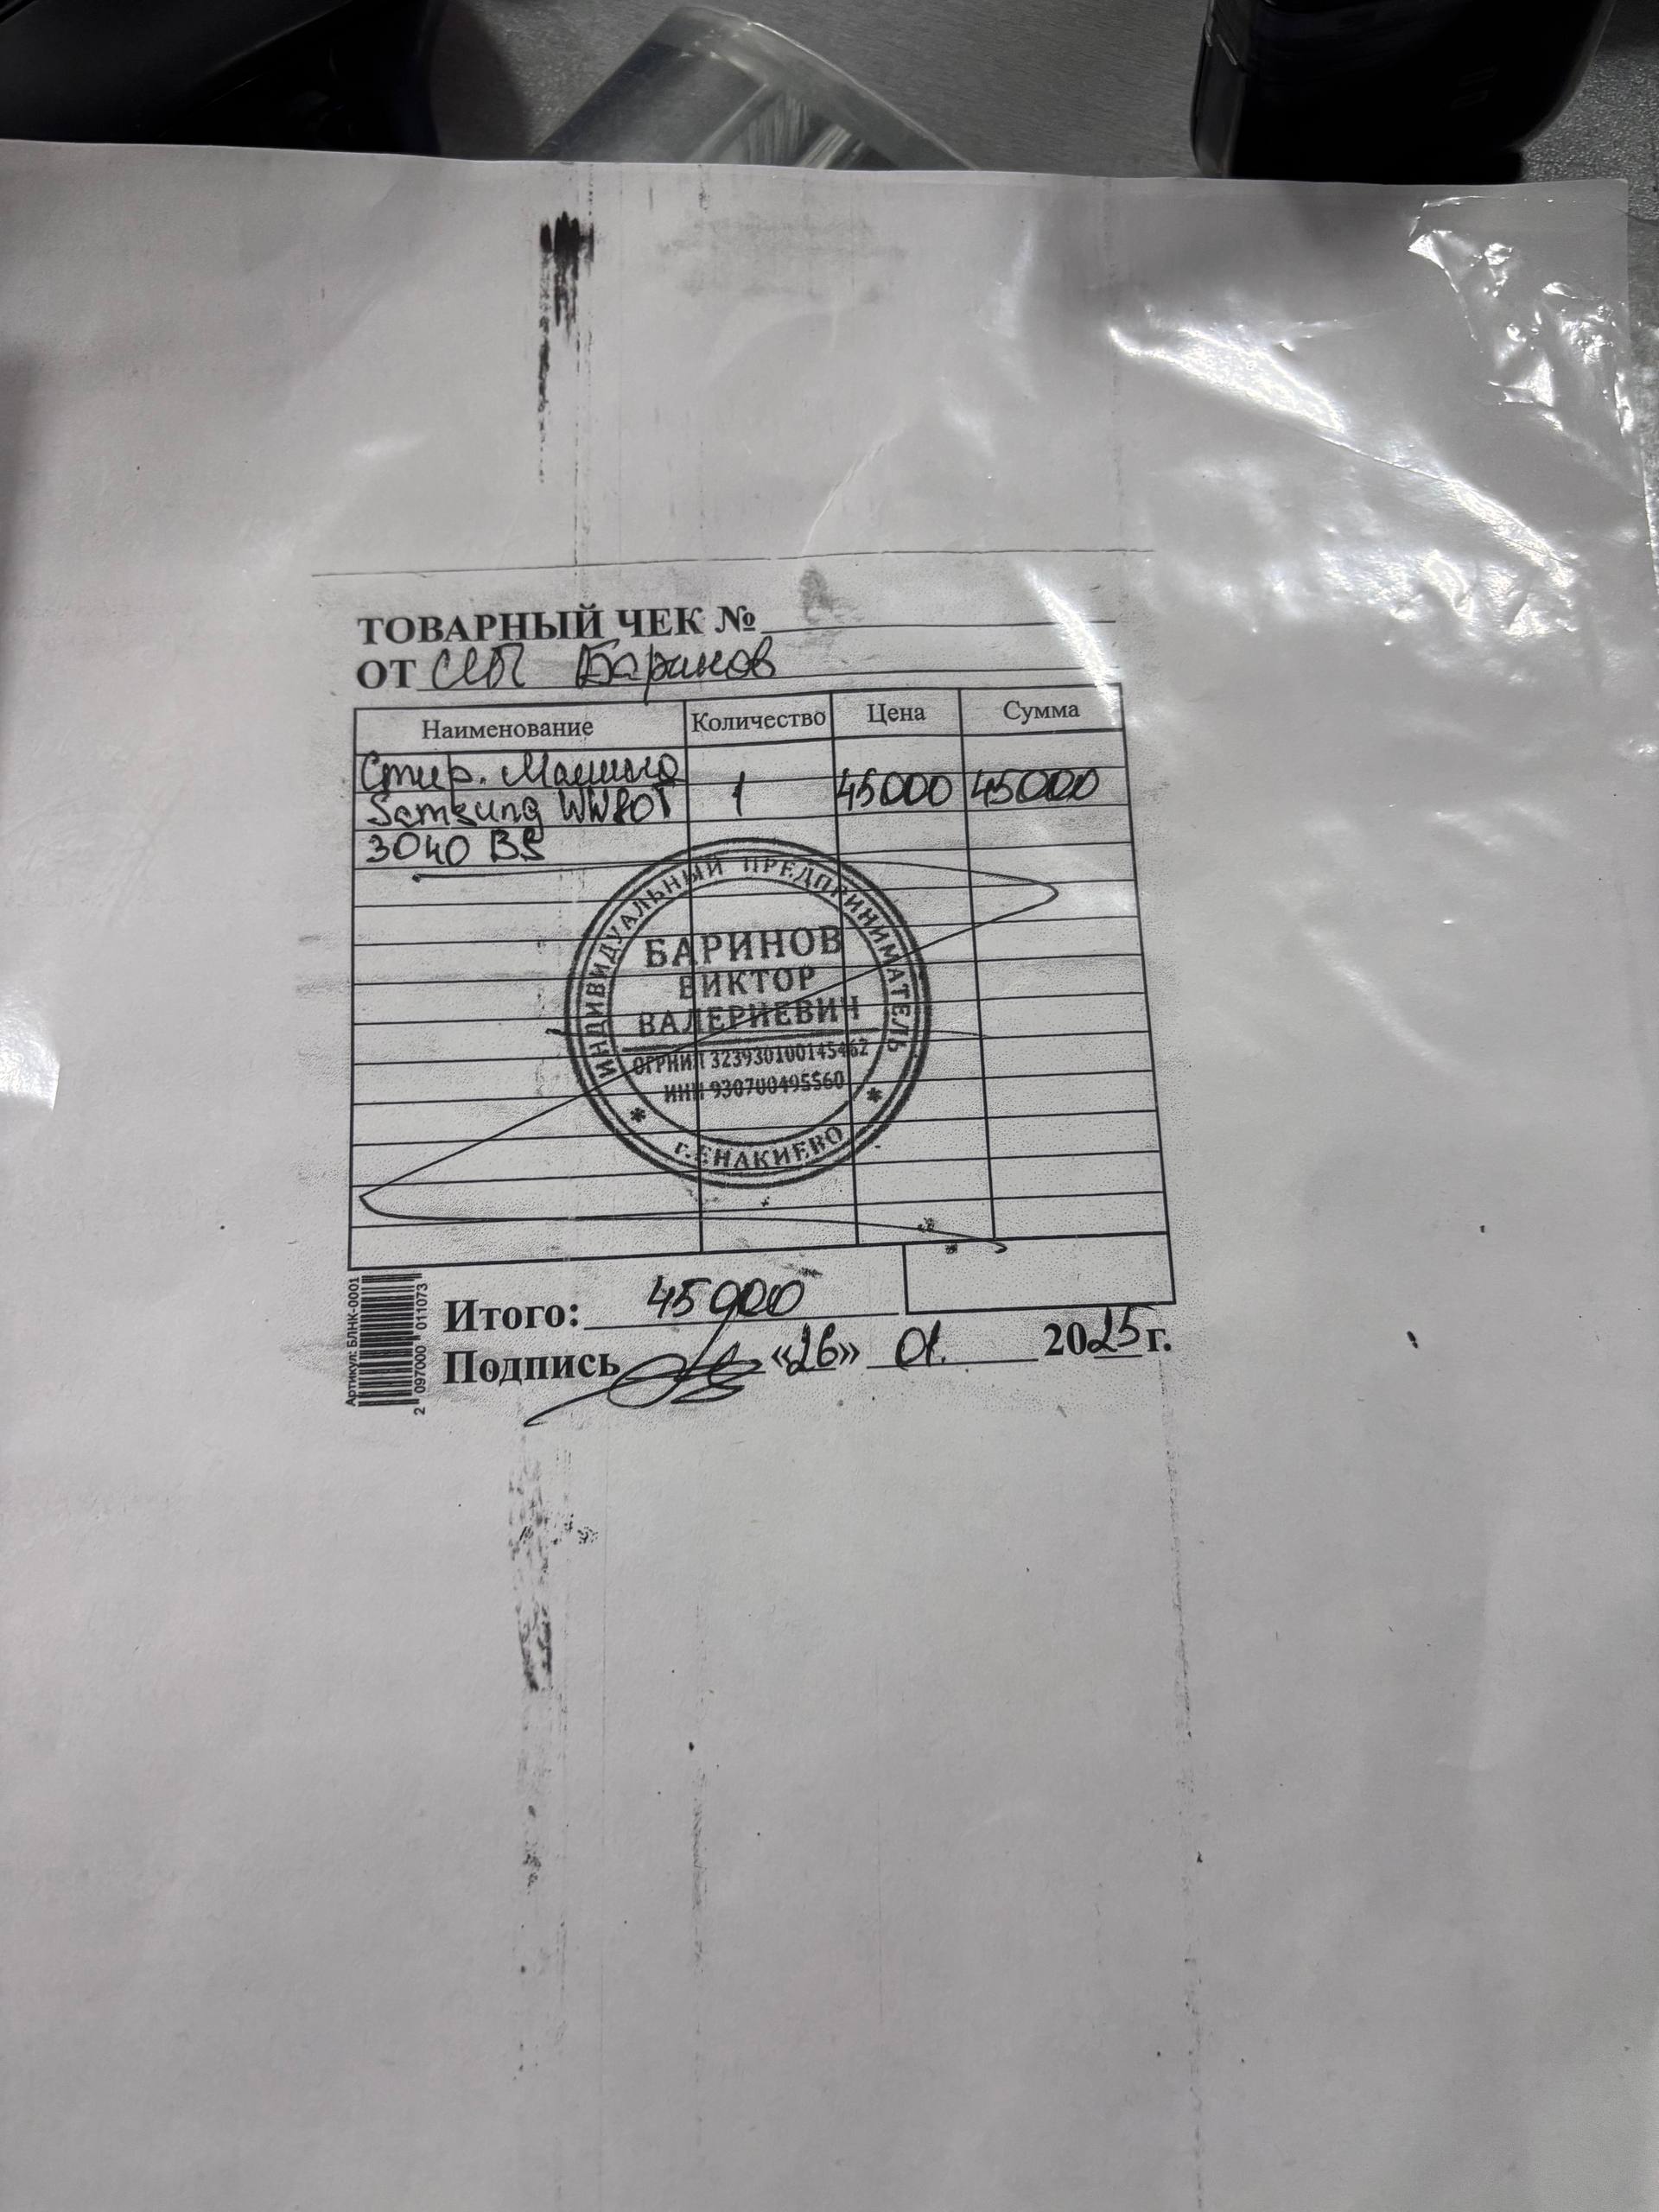 ТОВАРНЫЙ ЧЕК №
ОТ Баринов
Наименование Количество Цена Сумма
Стир. Машина
Samsung WW80T 1 45000 45000
3040 BS
ИНДИВИДУАЛЬНЫЙ ПРЕДПРИНИМАТЕЛЬ
БАРИНОВ
ВИКТОР
ВАЛЕРИЕВИЧ
ОГРНИП 323930100145462
ИНН 930700495560
* г.ЕНАКИЕВО *
Артикул: БЛНК-0001
2 097000 011073
Итого: 45000
Подпись «26» 01. 2025 г.